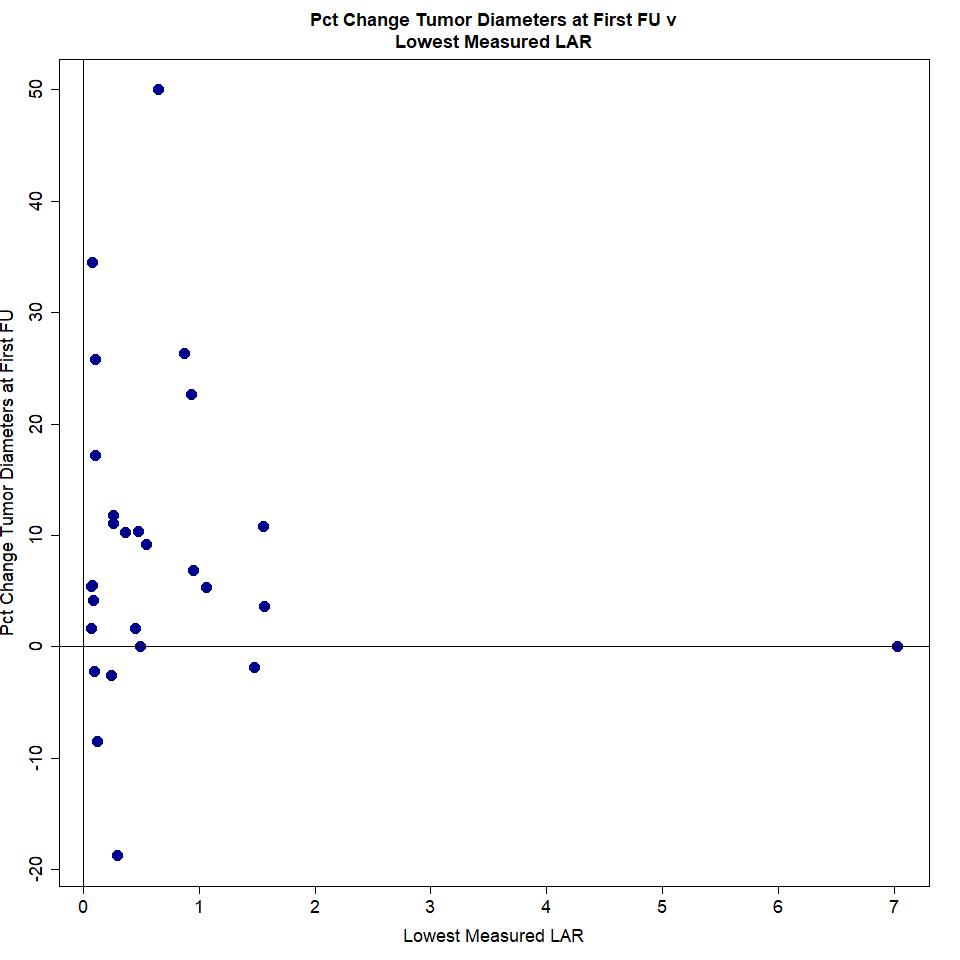 Pct Change Tumor Diameters at First FU v
Lowest Measured LAR
Pct Change Tumor Diameters at First FU
50
40
30
20
10
0
-10
-20
0 1 2 3 4 5 6 7
Lowest Measured LAR